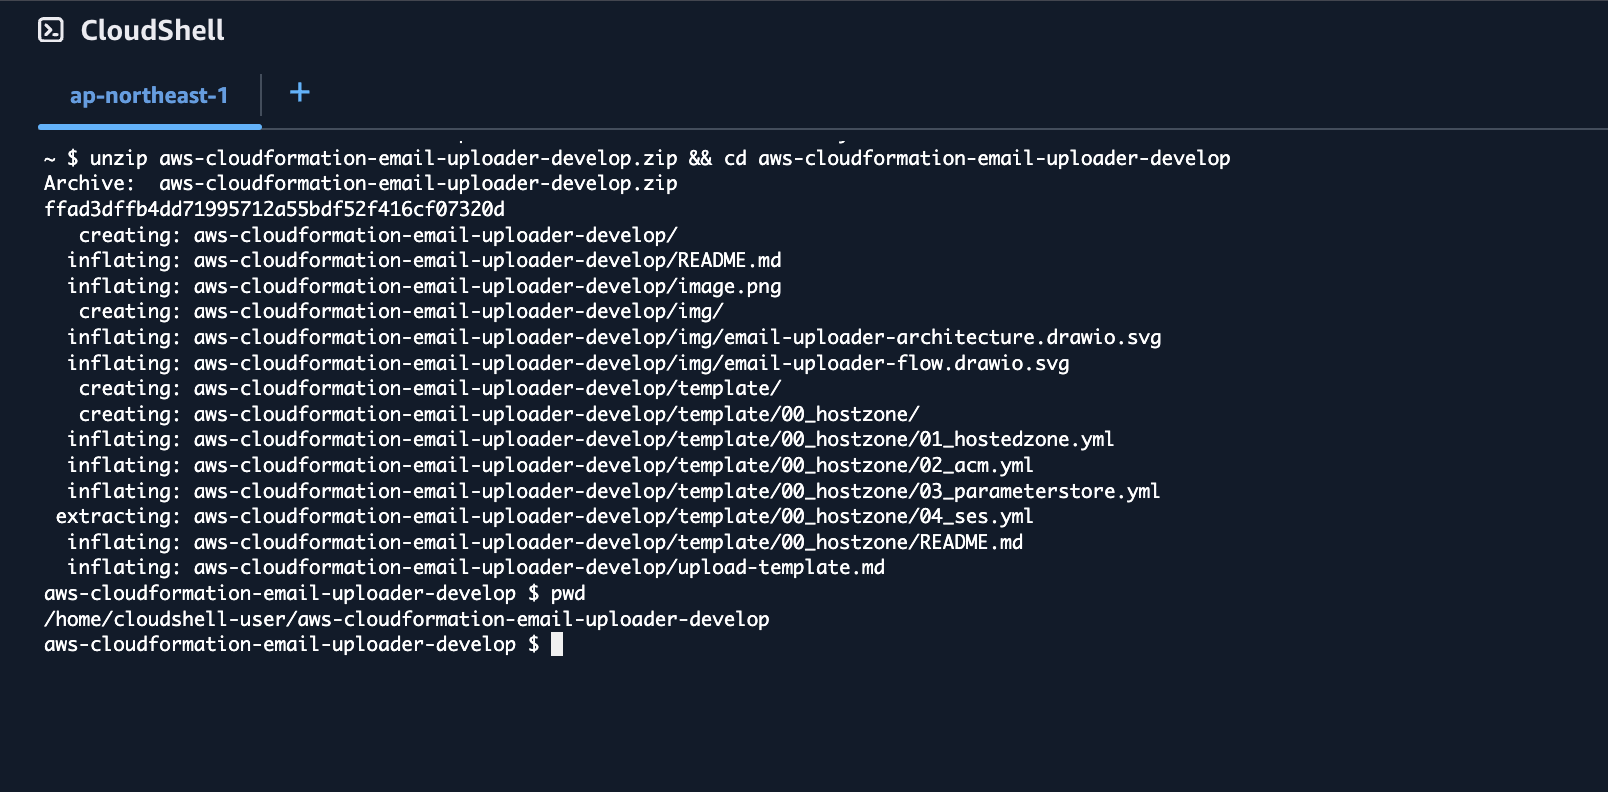 CloudShell
ap-northeast-1
+
~ $ unzip aws-cloudformation-email-uploader-develop.zip && cd aws-cloudformation-email-uploader-develop
Archive:  aws-cloudformation-email-uploader-develop.zip
ffad3dffb4dd71995712a55bdf52f416cf07320d
   creating: aws-cloudformation-email-uploader-develop/
  inflating: aws-cloudformation-email-uploader-develop/README.md
  inflating: aws-cloudformation-email-uploader-develop/image.png
   creating: aws-cloudformation-email-uploader-develop/img/
  inflating: aws-cloudformation-email-uploader-develop/img/email-uploader-architecture.drawio.svg
  inflating: aws-cloudformation-email-uploader-develop/img/email-uploader-flow.drawio.svg
   creating: aws-cloudformation-email-uploader-develop/template/
   creating: aws-cloudformation-email-uploader-develop/template/00_hostzone/
  inflating: aws-cloudformation-email-uploader-develop/template/00_hostzone/01_hostedzone.yml
  inflating: aws-cloudformation-email-uploader-develop/template/00_hostzone/02_acm.yml
  inflating: aws-cloudformation-email-uploader-develop/template/00_hostzone/03_parameterstore.yml
 extracting: aws-cloudformation-email-uploader-develop/template/00_hostzone/04_ses.yml
  inflating: aws-cloudformation-email-uploader-develop/template/00_hostzone/README.md
  inflating: aws-cloudformation-email-uploader-develop/upload-template.md
aws-cloudformation-email-uploader-develop $ pwd
/home/cloudshell-user/aws-cloudformation-email-uploader-develop
aws-cloudformation-email-uploader-develop $